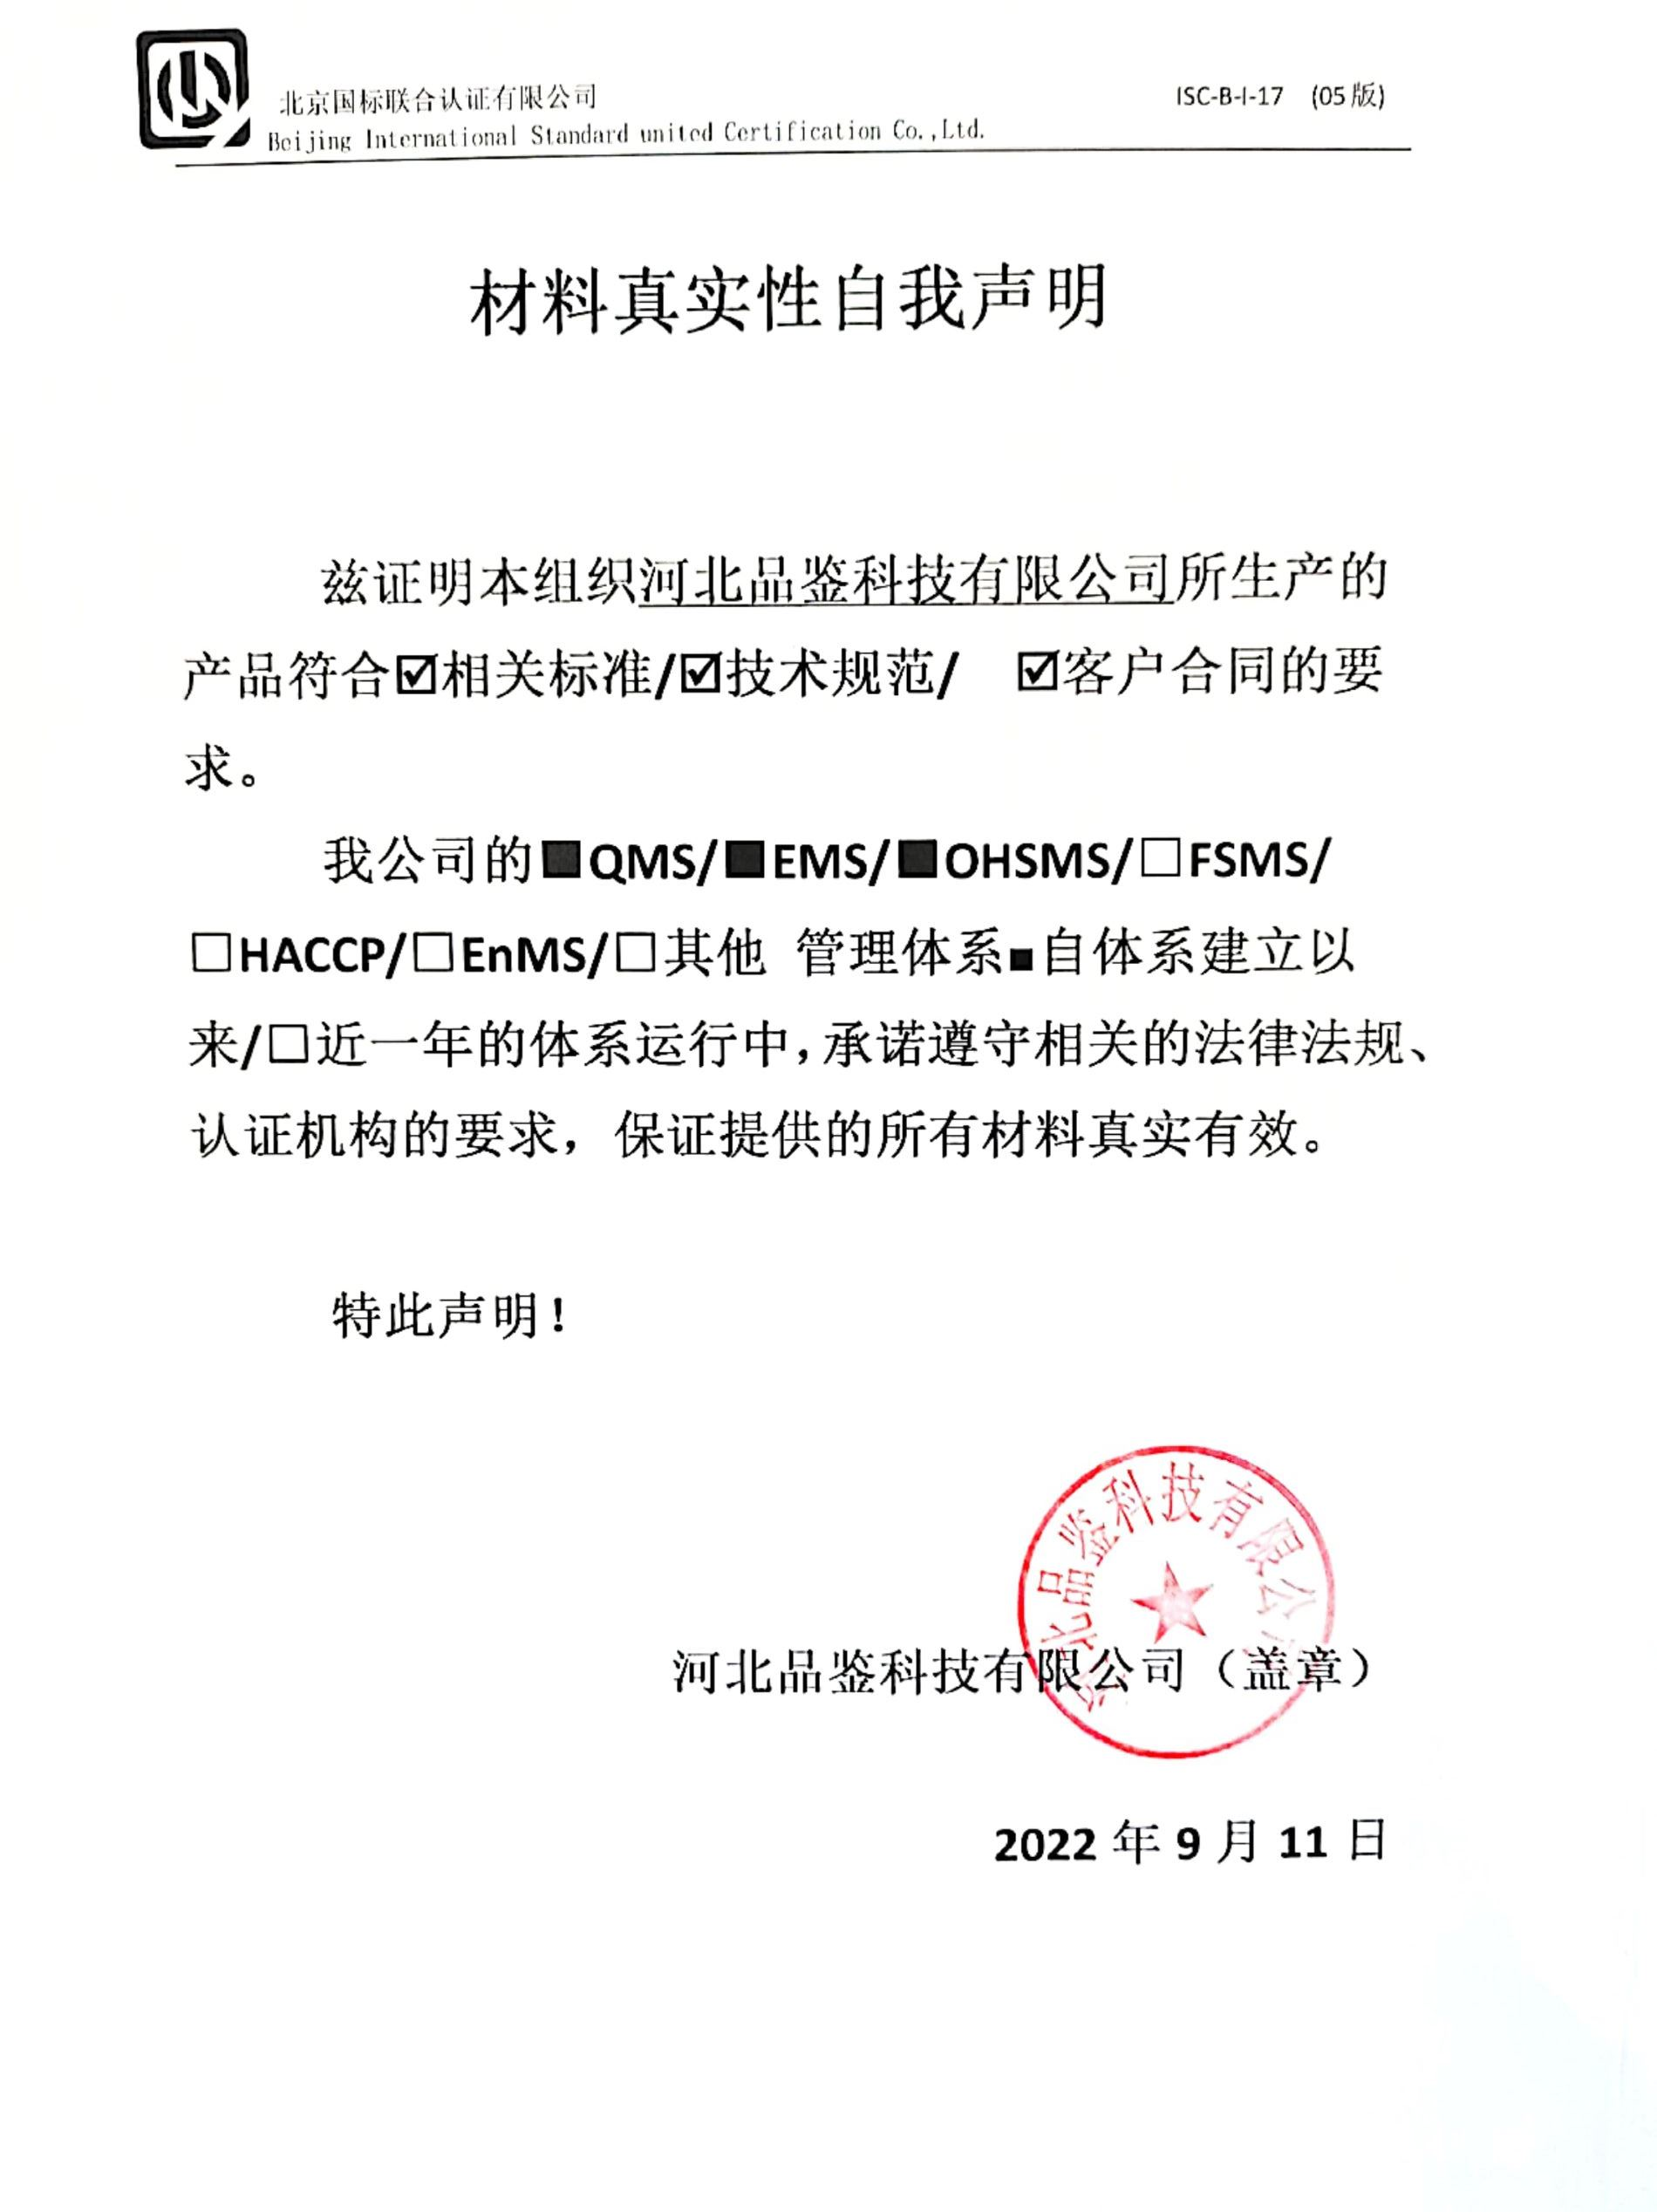 北京国标联合认证有限公司
ISC-B-I-17 (05版)
Beijing International Standard united Certification Co.,Ltd.
材料真实性自我声明
兹证明本组织河北品鉴科技有限公司所生产的
产品符合☑相关标准/☑技术规范/ ☑客户合同的要
求。
我公司的■QMS/■EMS/■OHSMS/□FSMS/
□HACCP/□EnMS/□其他 管理体系■自体系建立以
来/□近一年的体系运行中,承诺遵守相关的法律法规、
认证机构的要求，保证提供的所有材料真实有效。
特此声明！
河北品鉴科技有限公司
河北品鉴科技有限公司（盖章）
2022 年 9 月 11 日